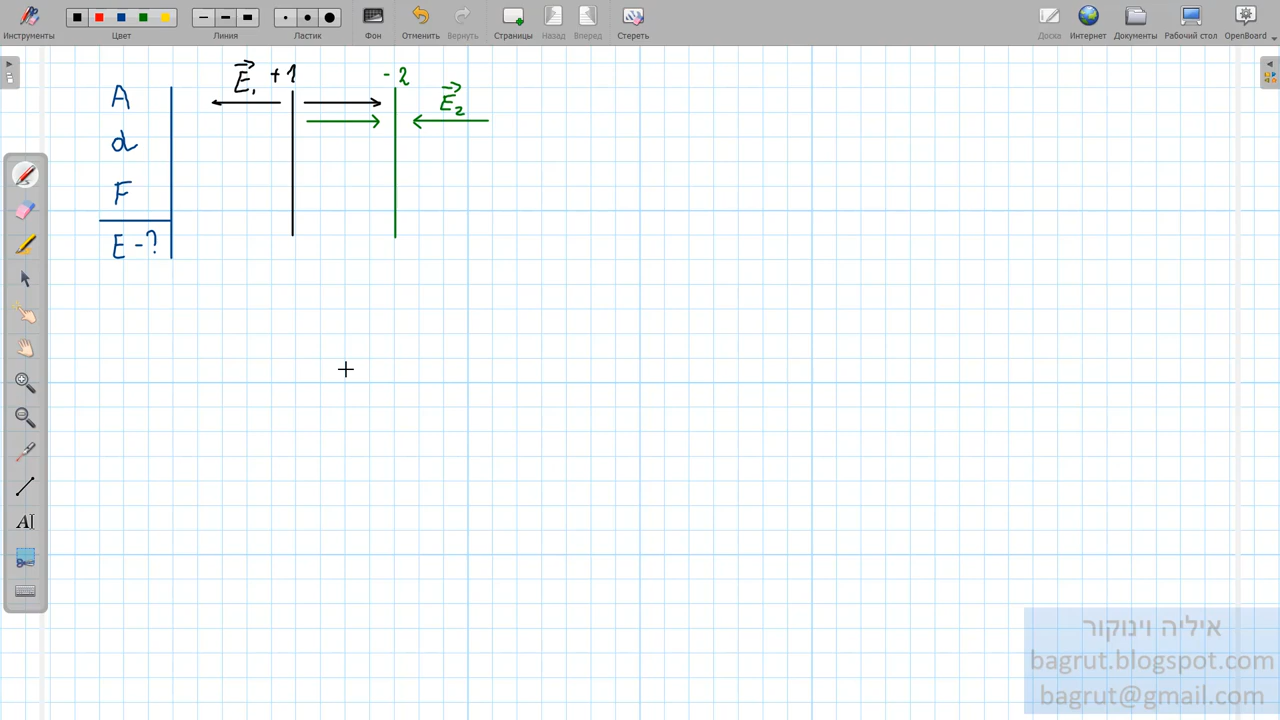 Инструменты
Цвет
Линия
Ластик
Фон
Отменить
Вернуть
Страницы
Назад
Вперед
Стереть
Доска
Интернет
Документы
Рабочий стол
OpenBoard
A
d
F
E - ?
E₁
+1
-2
E₂
AI
איליה וינוקור
bagrut.blogspot.com
bagrut@gmail.com